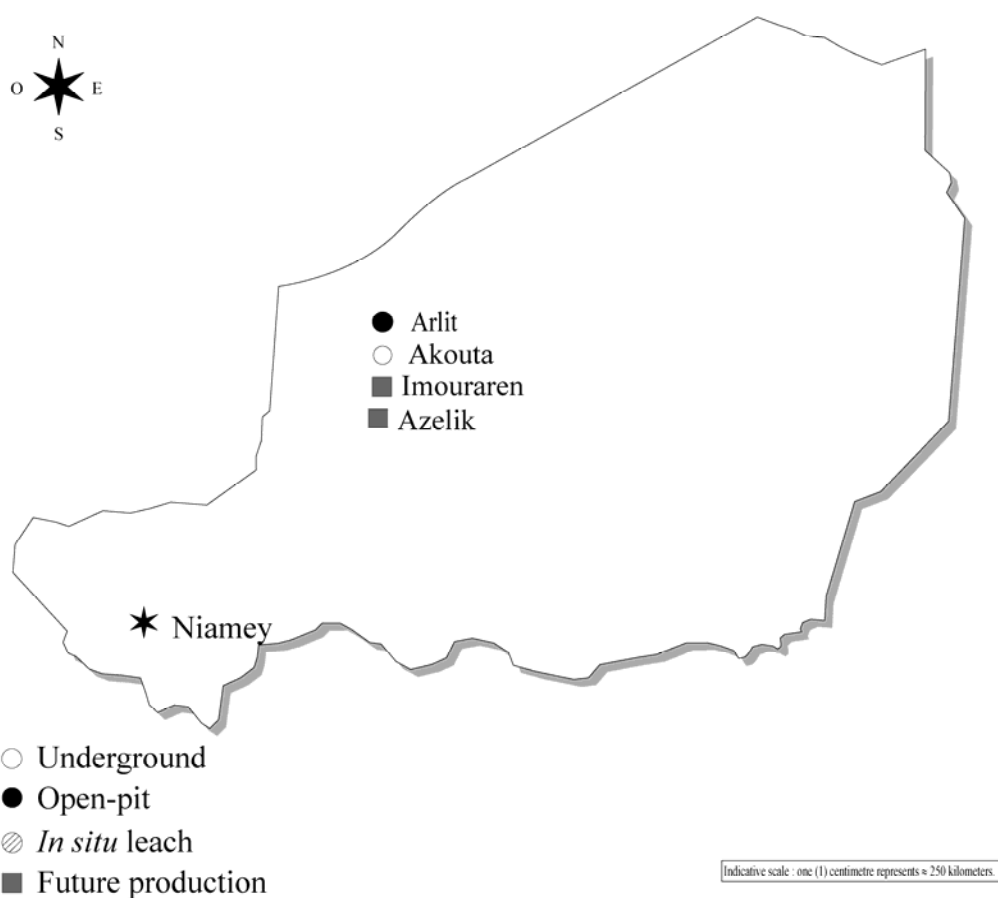 N
O E
S
Arlit
Akouta
Imouraren
Azelik
Niamey
Underground
Open-pit
In situ leach
Future production
Indicative scale : one (1) centimetre represents ≈ 250 kilometers.